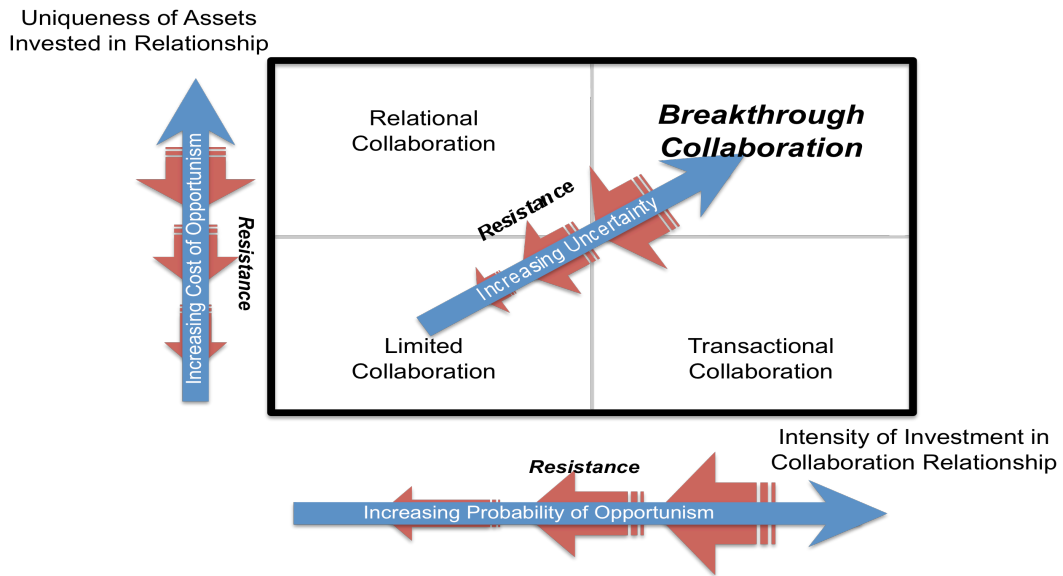 Uniqueness of Assets
Invested in Relationship
Relational
Collaboration
Breakthrough
Collaboration
Increasing Cost of Opportunism
Resistance
Resistance
Increasing Uncertainty
Limited
Collaboration
Transactional
Collaboration
Intensity of Investment in
Collaboration Relationship
Resistance
Increasing Probability of Opportunism